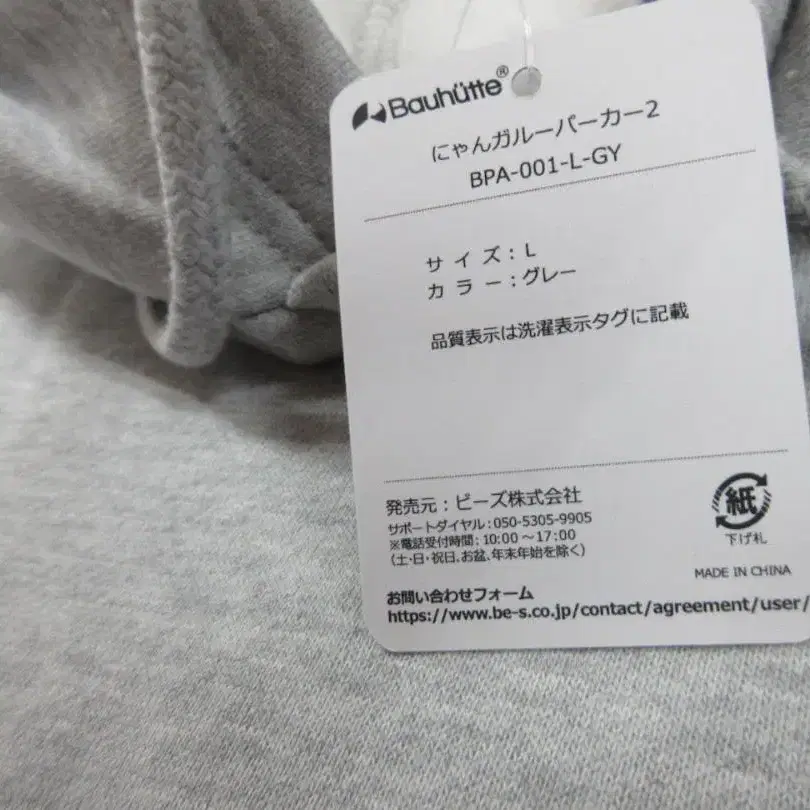 Bauhütte®
にゃんガルーパーカー2
BPA-001-L-GY
サイズ：L
カラー：グレー
品質表示は洗濯表示タグに記載
発売元：ビーズ株式会社
サポートダイヤル：050-5305-9905
※電話受付時間：10:00～17:00
（土・日・祝日、お盆、年末年始を除く）
紙
下げ札
MADE IN CHINA
お問い合わせフォーム
https://www.be-s.co.jp/contact/agreement/user/